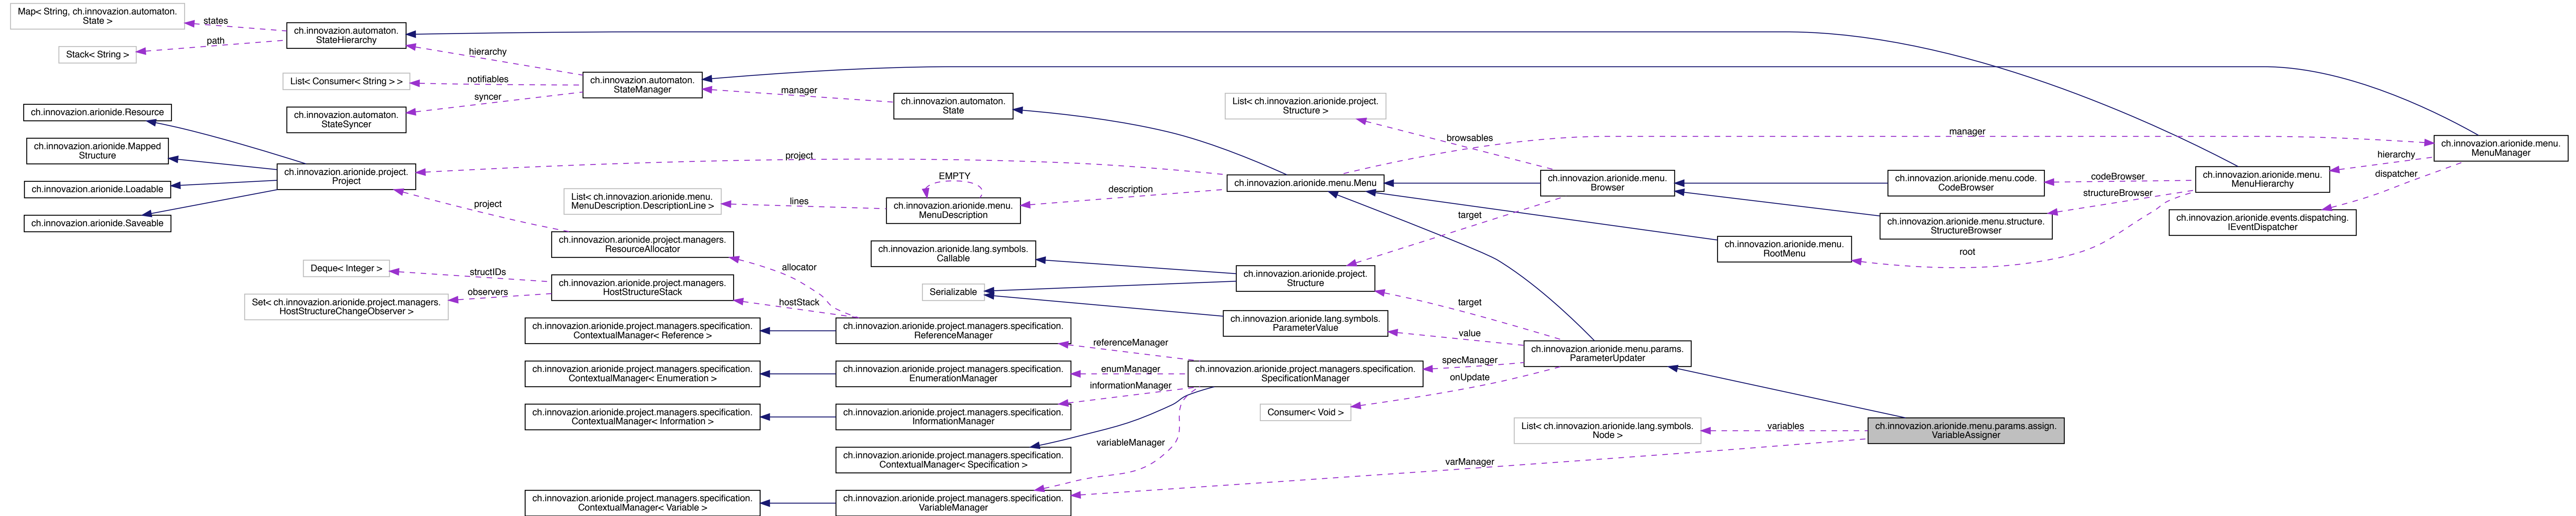 Map< String, ch.innovazion.automaton.
State >
states
ch.innovazion.automaton.
StateHierarchy
path
Stack< String >
hierarchy
List< Consumer< String > >
notifiables
ch.innovazion.automaton.
StateManager
syncer
ch.innovazion.automaton.
StateSyncer
manager
ch.innovazion.automaton.
State
List< ch.innovazion.arionide.project.
Structure >
browsables
manager
ch.innovazion.arionide.menu.
MenuManager
hierarchy
dispatcher
ch.innovazion.arionide.Resource
ch.innovazion.arionide.Mapped
Structure
ch.innovazion.arionide.Loadable
ch.innovazion.arionide.Saveable
ch.innovazion.arionide.project.
Project
project
project
List< ch.innovazion.arionide.menu.
MenuDescription.DescriptionLine >
lines
EMPTY
ch.innovazion.arionide.menu.
MenuDescription
description
ch.innovazion.arionide.menu.Menu
ch.innovazion.arionide.menu.
Browser
target
ch.innovazion.arionide.menu.code.
CodeBrowser
codeBrowser
structureBrowser
ch.innovazion.arionide.menu.
MenuHierarchy
ch.innovazion.arionide.menu.structure.
StructureBrowser
ch.innovazion.arionide.events.dispatching.
IEventDispatcher
ch.innovazion.arionide.menu.
RootMenu
root
ch.innovazion.arionide.project.managers.
ResourceAllocator
allocator
ch.innovazion.arionide.lang.symbols.
Callable
Deque< Integer >
structIDs
observers
Set< ch.innovazion.arionide.project.managers.
HostStructureChangeObserver >
ch.innovazion.arionide.project.managers.
HostStructureStack
hostStack
Serializable
ch.innovazion.arionide.project.
Structure
target
ch.innovazion.arionide.lang.symbols.
ParameterValue
value
ch.innovazion.arionide.project.managers.specification.
ContextualManager< Reference >
ch.innovazion.arionide.project.managers.specification.
ReferenceManager
referenceManager
ch.innovazion.arionide.menu.params.
ParameterUpdater
specManager
onUpdate
ch.innovazion.arionide.project.managers.specification.
ContextualManager< Enumeration >
ch.innovazion.arionide.project.managers.specification.
EnumerationManager
enumManager
informationManager
ch.innovazion.arionide.project.managers.specification.
SpecificationManager
ch.innovazion.arionide.project.managers.specification.
ContextualManager< Information >
ch.innovazion.arionide.project.managers.specification.
InformationManager
Consumer< Void >
variableManager
List< ch.innovazion.arionide.lang.symbols.
Node >
variables
ch.innovazion.arionide.menu.params.assign.
VariableAssigner
ch.innovazion.arionide.project.managers.specification.
ContextualManager< Specification >
varManager
ch.innovazion.arionide.project.managers.specification.
ContextualManager< Variable >
ch.innovazion.arionide.project.managers.specification.
VariableManager